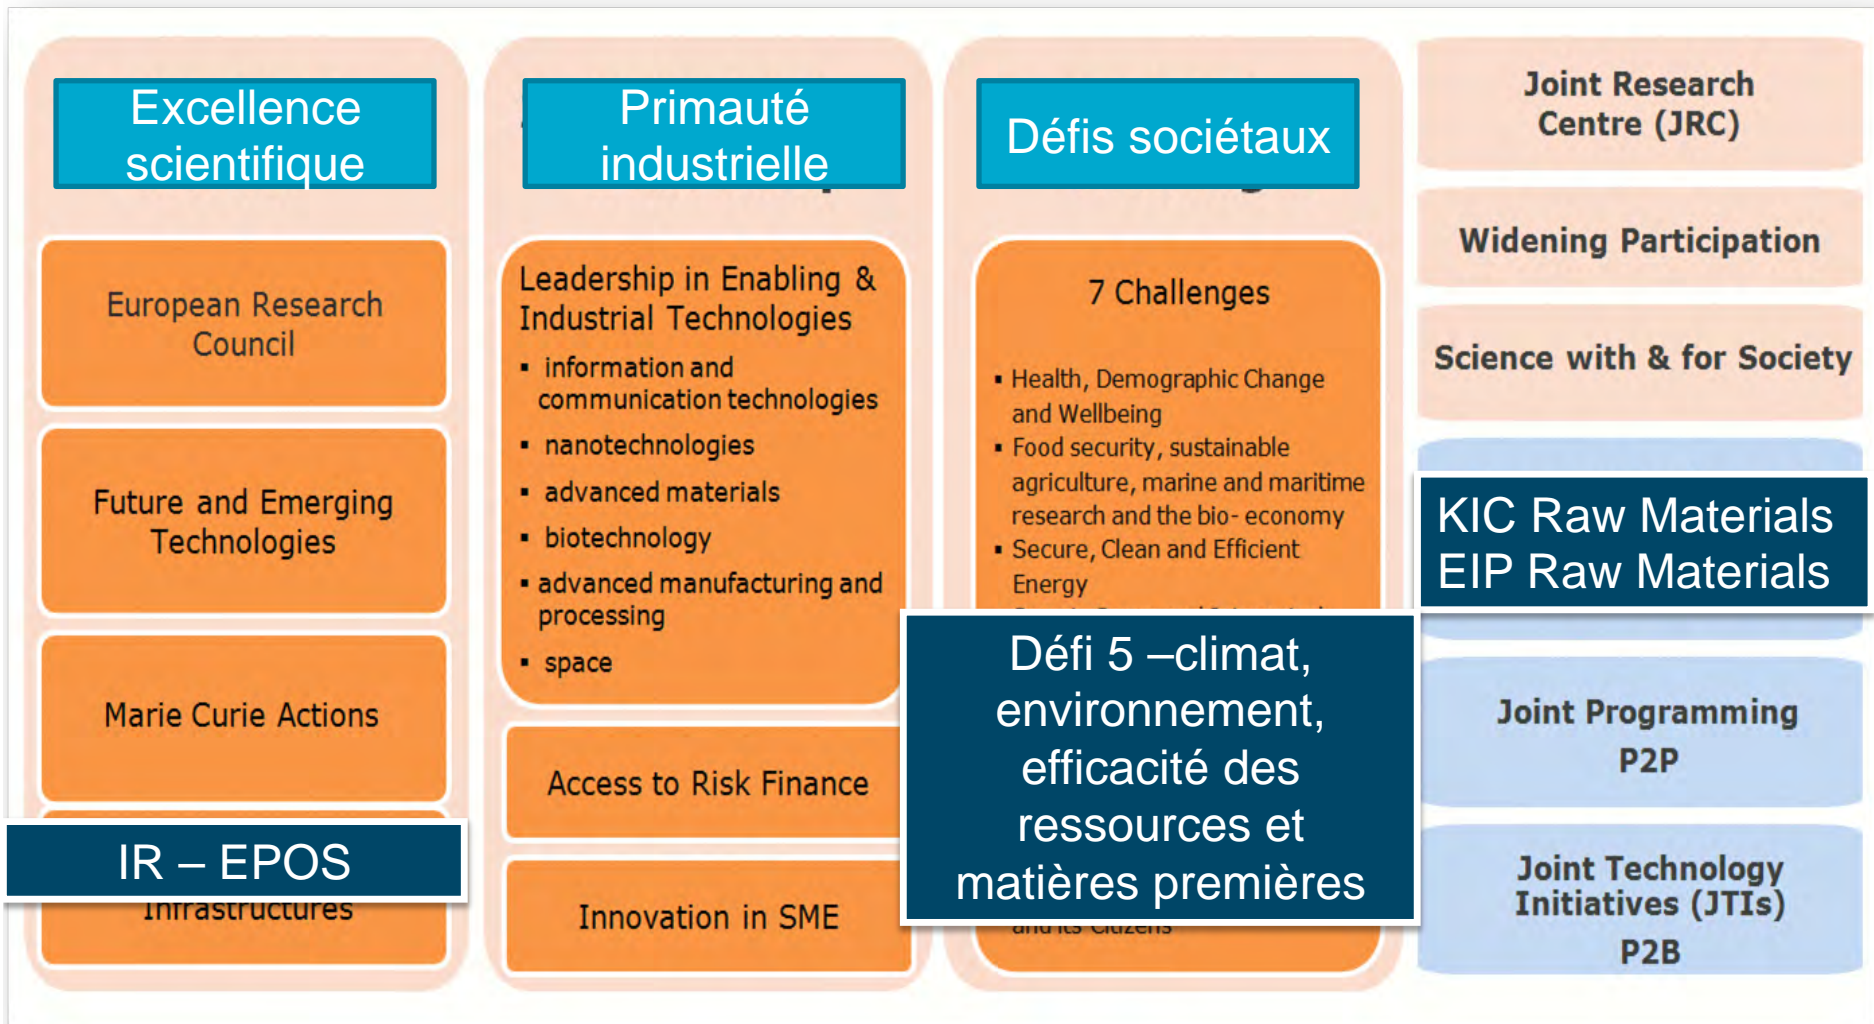 Excellence
scientifique
European Research
Council
Future and Emerging
Technologies
Marie Curie Actions
IR – EPOS
Infrastructures
Primauté
industrielle
Leadership in Enabling &
Industrial Technologies
▪ information and
communication technologies
▪ nanotechnologies
▪ advanced materials
▪ biotechnology
▪ advanced manufacturing and
processing
▪ space
Access to Risk Finance
Innovation in SME
Défis sociétaux
7 Challenges
▪ Health, Demographic Change
and Wellbeing
▪ Food security, sustainable
agriculture, marine and maritime
research and the bio- economy
▪ Secure, Clean and Efficient
Energy
Défi 5 –climat,
environnement,
efficacité des
ressources et
matières premières
and its Citizens
Joint Research
Centre (JRC)
Widening Participation
Science with & for Society
KIC Raw Materials
EIP Raw Materials
Joint Programming
P2P
Joint Technology
Initiatives (JTIs)
P2B